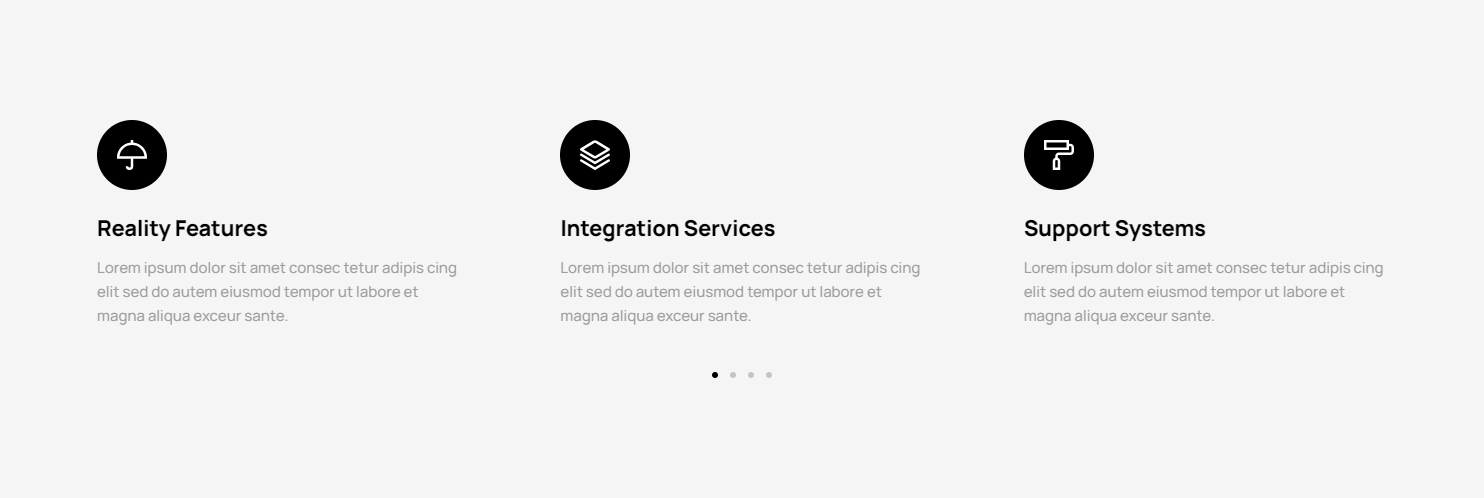 Reality Features
Lorem ipsum dolor sit amet consec tetur adipis cing
elit sed do autem eiusmod tempor ut labore et
magna aliqua exceur sante.
Integration Services
Lorem ipsum dolor sit amet consec tetur adipis cing
elit sed do autem eiusmod tempor ut labore et
magna aliqua exceur sante.
Support Systems
Lorem ipsum dolor sit amet consec tetur adipis cing
elit sed do autem eiusmod tempor ut labore et
magna aliqua exceur sante.